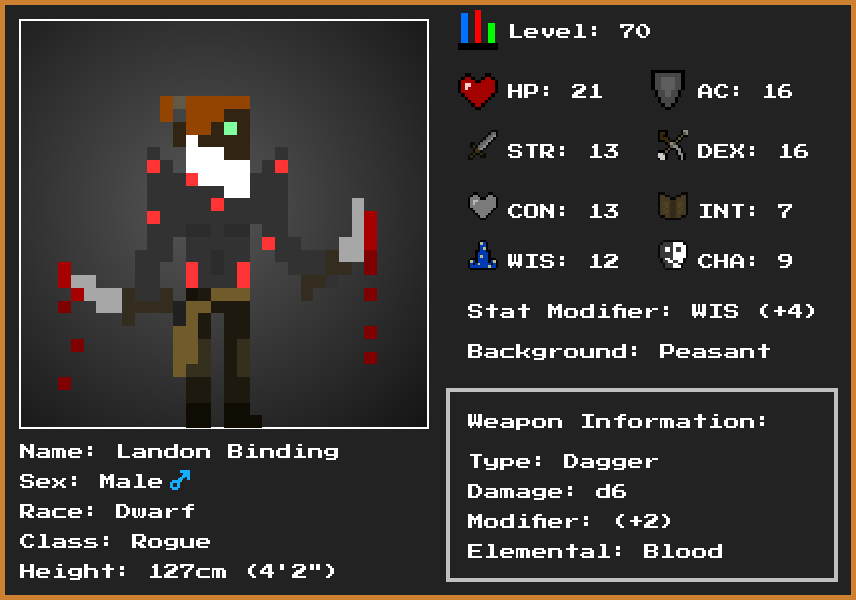 Level: 70
HP: 21
AC: 16
STR: 13
DEX: 16
CON: 13
INT: 7
WIS: 12
CHA: 9
Stat Modifier: WIS (+4)
Background: Peasant
Weapon Information:
Type: Dagger
Damage: d6
Modifier: (+2)
Elemental: Blood
Name: Landon Binding
Sex: Male♂
Race: Dwarf
Class: Rogue
Height: 127cm (4'2")